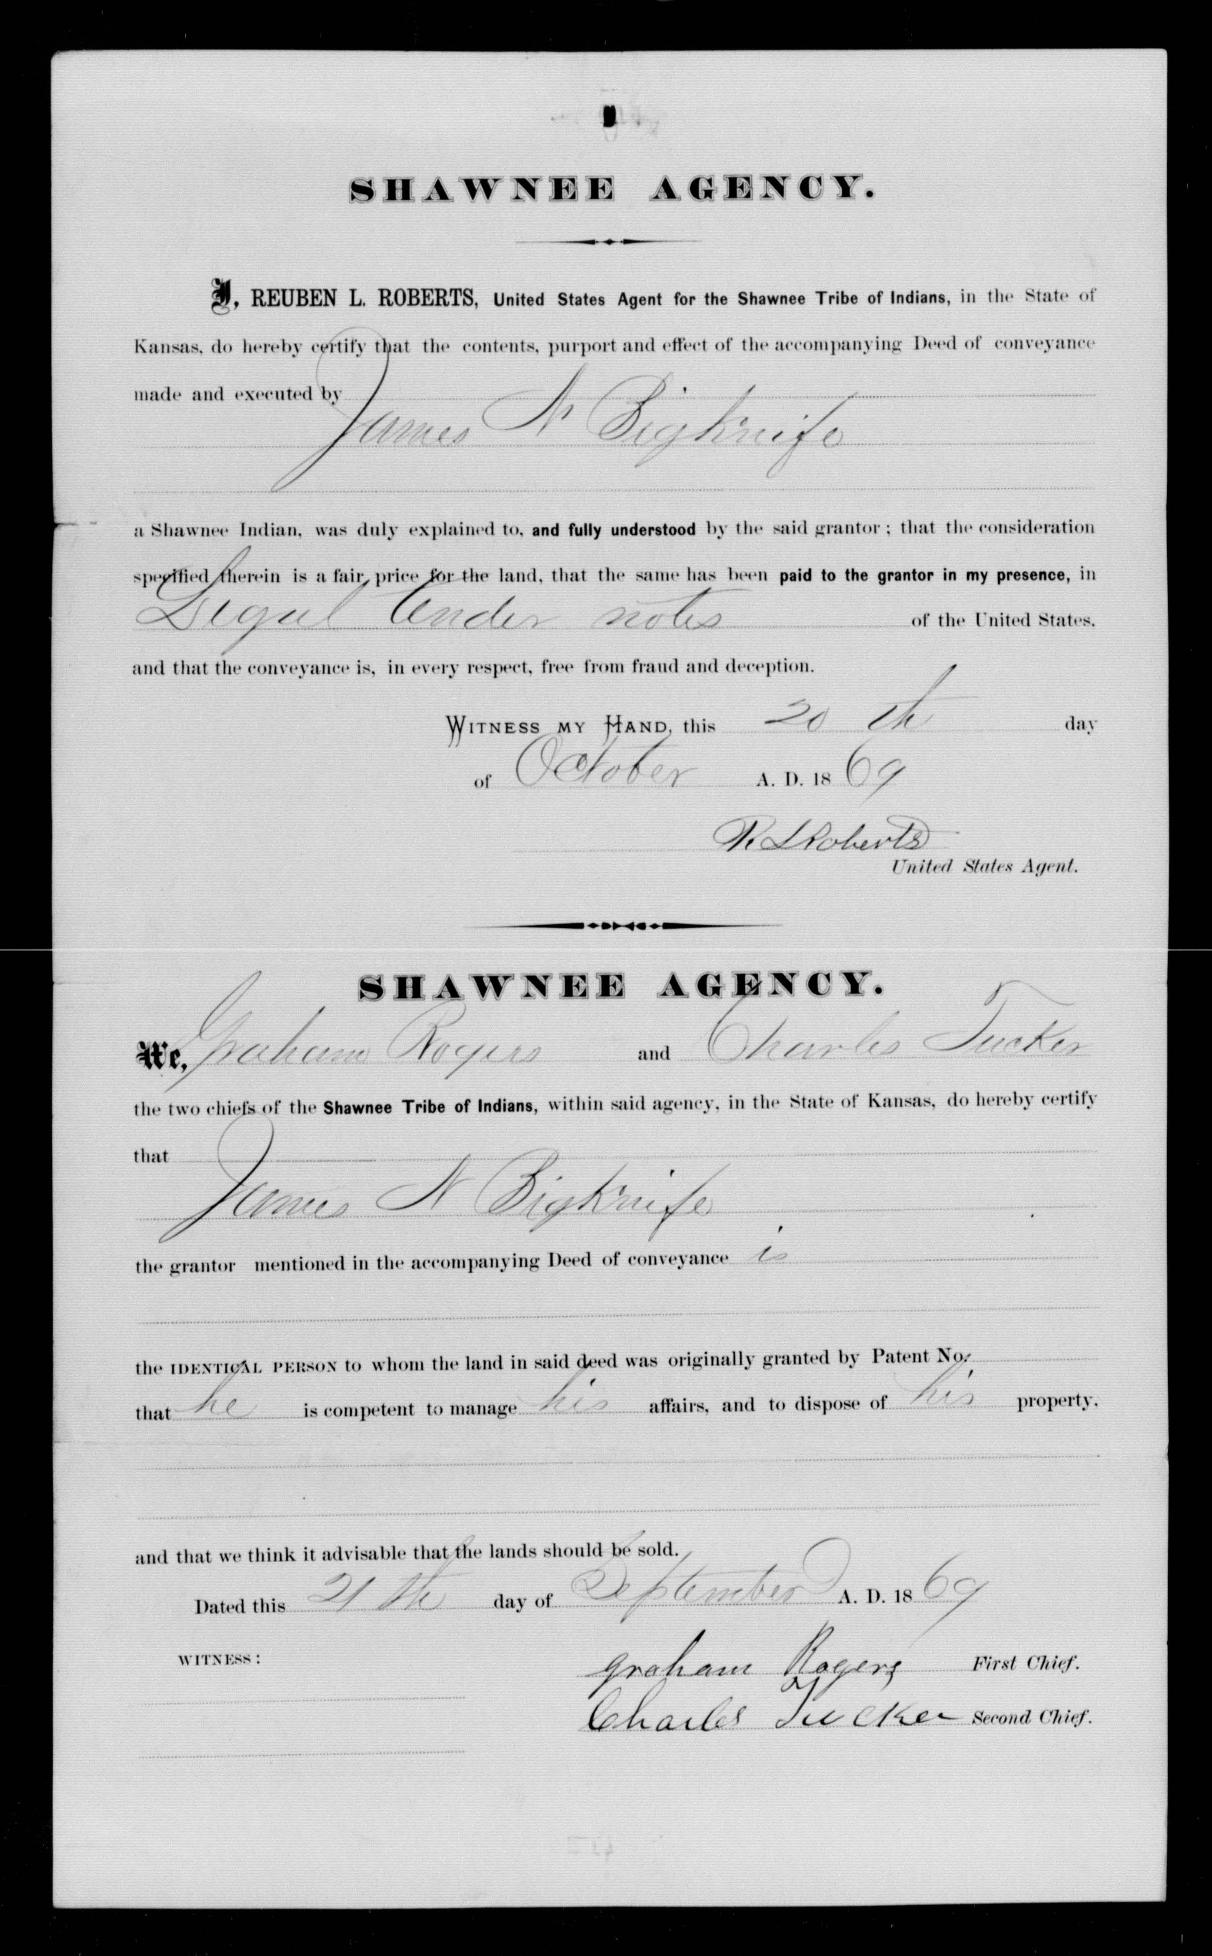 SHAWNEE AGENCY.
I, REUBEN L. ROBERTS, United States Agent for the Shawnee Tribe of Indians, in the State of
Kansas, do hereby certify that the contents, purport and effect of the accompanying Deed of conveyance
made and executed by
James N Bigknife
a Shawnee Indian, was duly explained to, and fully understood by the said grantor; that the consideration
specified therein is a fair price for the land, that the same has been paid to the grantor in my presence, in
Legal tender notes of the United States.
and that the conveyance is, in every respect, free from fraud and deception.
WITNESS MY HAND, this 20 th day
of October A. D. 1869
R. L Roberts
United States Agent.
SHAWNEE AGENCY.
We, Graham Rogers and Charles Tucker
the two chiefs of the Shawnee Tribe of Indians, within said agency, in the State of Kansas, do hereby certify
that
James N Bigknife
the grantor mentioned in the accompanying Deed of conveyance is
the IDENTICAL PERSON to whom the land in said deed was originally granted by Patent No.
that he is competent to manage his affairs, and to dispose of his property.
and that we think it advisable that the lands should be sold.
Dated this 21 th day of September A. D. 1869
WITNESS:
Graham Rogers First Chief.
Charles Tucker Second Chief.